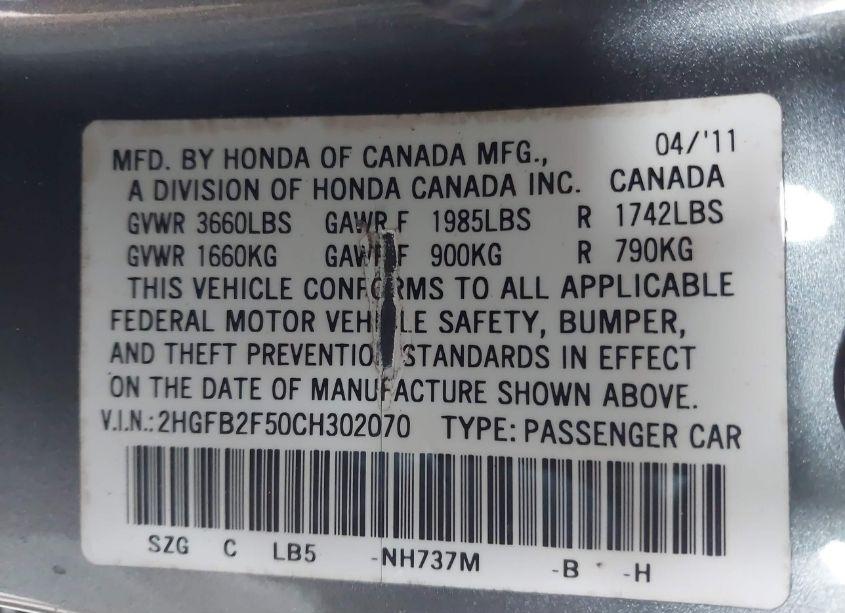 04/'11
MFD. BY HONDA OF CANADA MFG.,
A DIVISION OF HONDA CANADA INC. CANADA
GVWR 3660LBS GAWR F 1985LBS R 1742LBS
GVWR 1660KG GAWR F 900KG R 790KG
THIS VEHICLE CONFORMS TO ALL APPLICABLE
FEDERAL MOTOR VEHICLE SAFETY, BUMPER,
AND THEFT PREVENTION STANDARDS IN EFFECT
ON THE DATE OF MANUFACTURE SHOWN ABOVE.
V.I.N.: 2HGFB2F50CH302070 TYPE: PASSENGER CAR
SZG C LB5 -NH737M -B -H